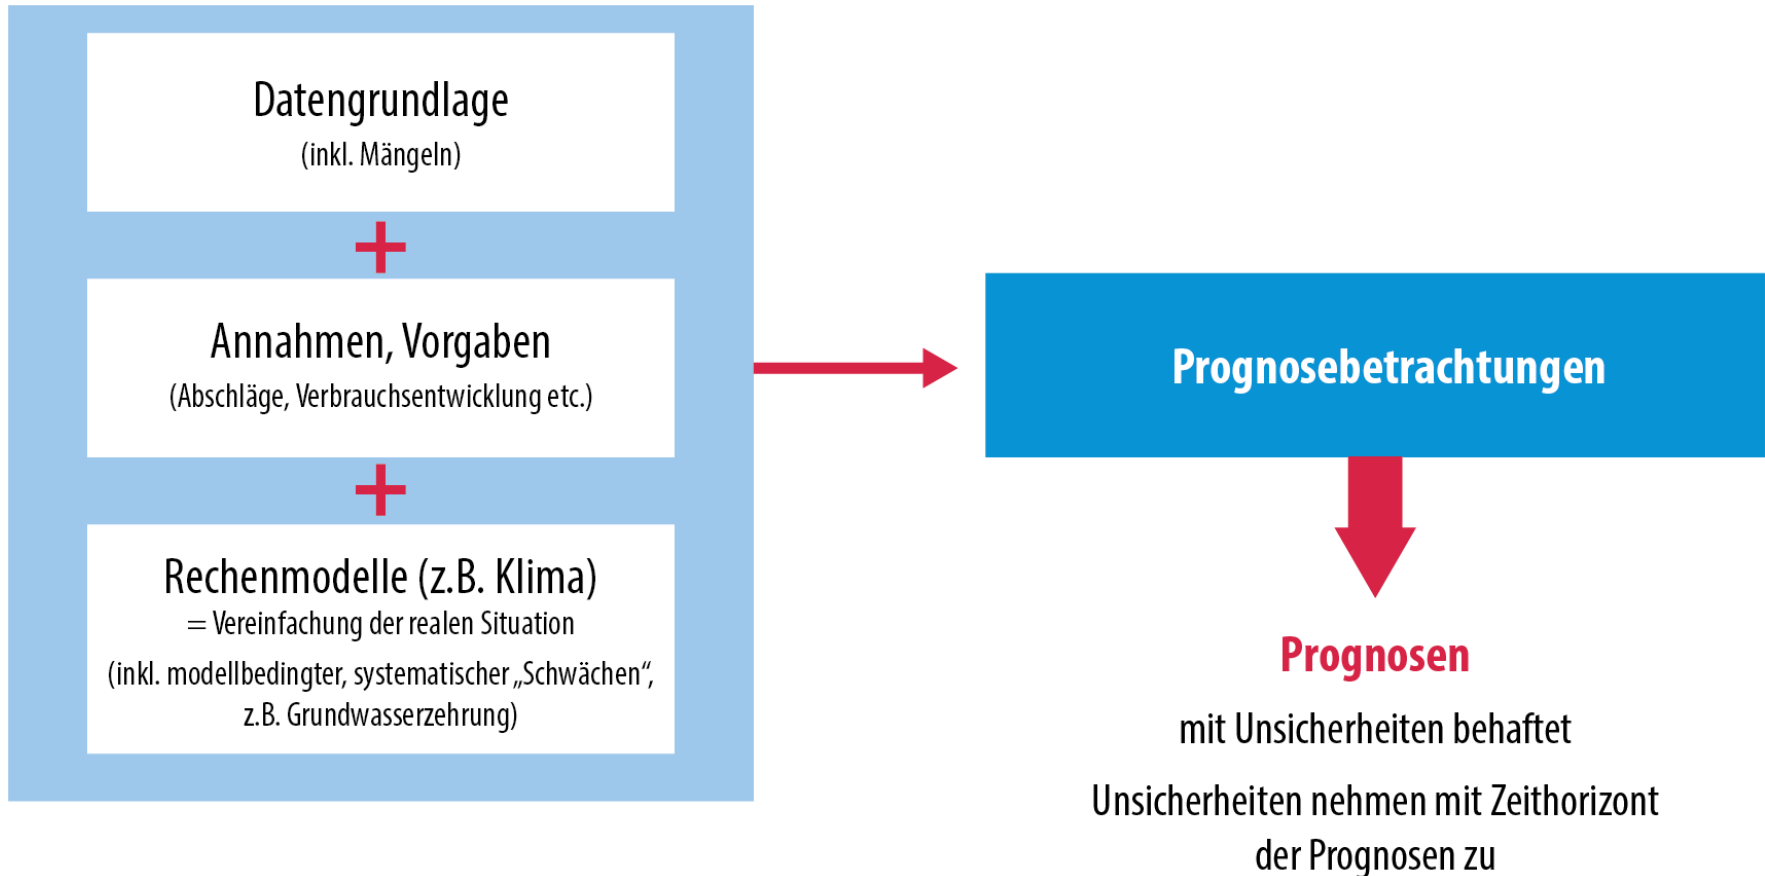 Datengrundlage
(inkl. Mängeln)
+
Annahmen, Vorgaben
(Abschläge, Verbrauchsentwicklung etc.)
+
Rechenmodelle (z.B. Klima)
= Vereinfachung der realen Situation
(inkl. modellbedingter, systematischer „Schwächen“,
z.B. Grundwasserzehrung)
Prognosebetrachtungen
Prognosen
mit Unsicherheiten behaftet
Unsicherheiten nehmen mit Zeithorizont
der Prognosen zu